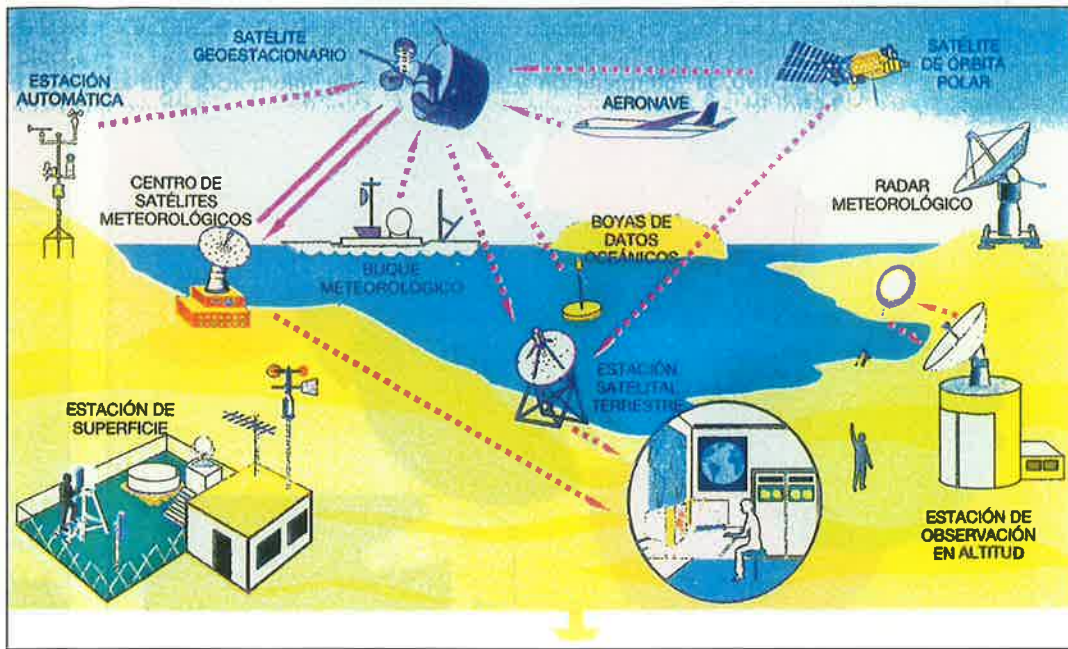 SATÉLITE
GEOESTACIONARIO
SATÉLITE
DE ÓRBITA
POLAR
ESTACIÓN
AUTOMÁTICA
AERONAVE
CENTRO DE
SATÉLITES
METEOROLÓGICOS
RADAR
METEOROLÓGICO
BOYAS DE
DATOS
OCEÁNICOS
BUQUE
METEOROLÓGICO
ESTACIÓN
SATELITAL
TERRESTRE
ESTACIÓN DE
SUPERFICIE
ESTACIÓN DE
OBSERVACIÓN
EN ALTITUD